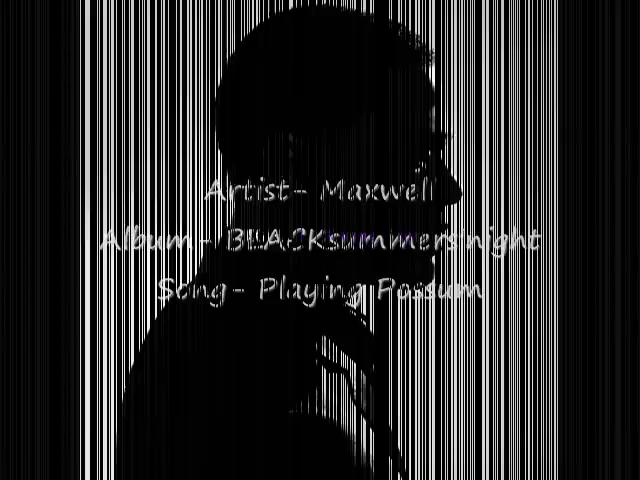 Artist- Maxwell
Album- BLACKsummers'night
Song- Playing Possum